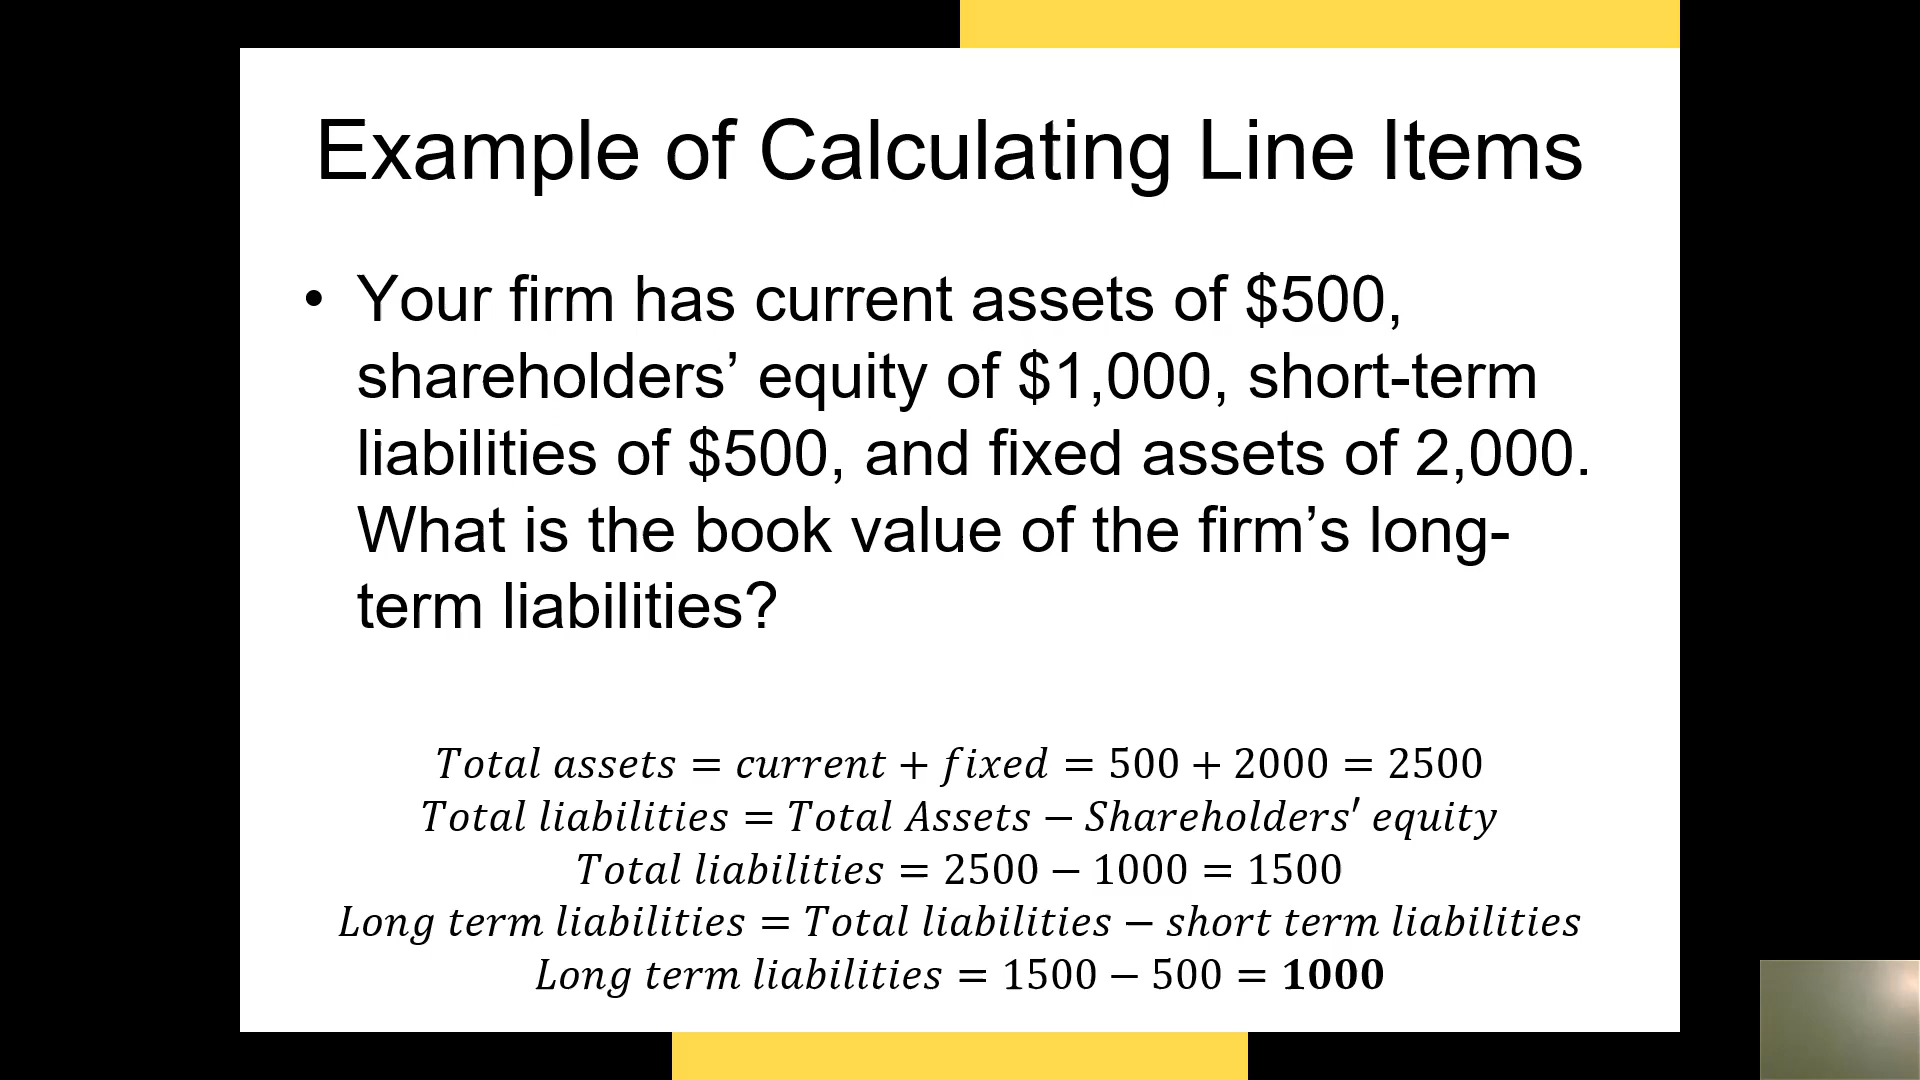 Example of Calculating Line Items
• Your firm has current assets of $500,
shareholders’ equity of $1,000, short-term
liabilities of $500, and fixed assets of 2,000.
What is the book value of the firm’s long-
term liabilities?
Total assets = current + fixed = 500 + 2000 = 2500
Total liabilities = Total Assets − Shareholders′ equity
Total liabilities = 2500 − 1000 = 1500
Long term liabilities = Total liabilities − short term liabilities
Long term liabilities = 1500 − 500 = 1000